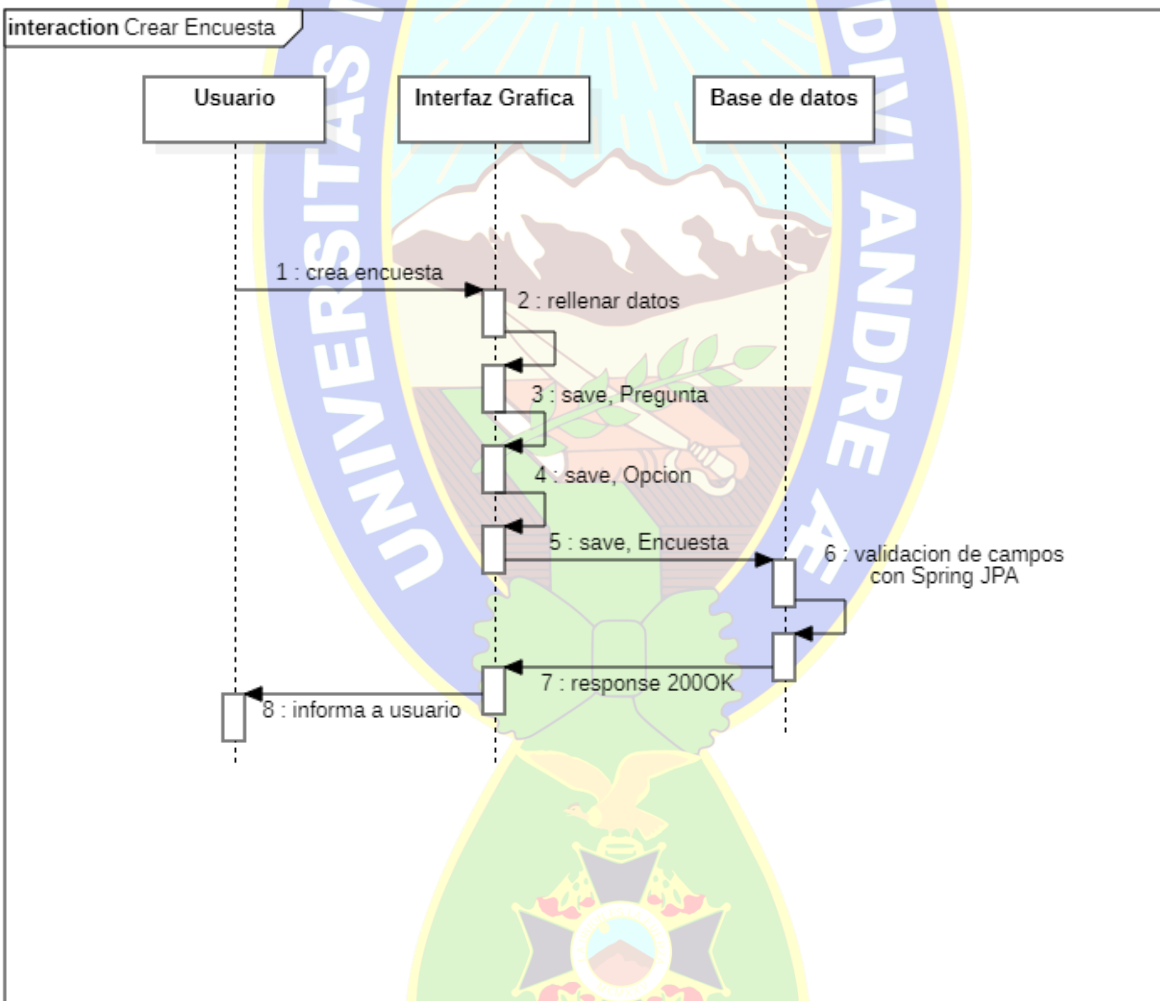 interaction Crear Encuesta
Usuario
Interfaz Grafica
Base de datos
1 : crea encuesta
2 : rellenar datos
3 : save, Pregunta
4 : save, Opcion
5 : save, Encuesta
6 : validacion de campos
con Spring JPA
7 : response 200OK
8 : informa a usuario
UNIVERSITAS
DIVI ANDRE Æ